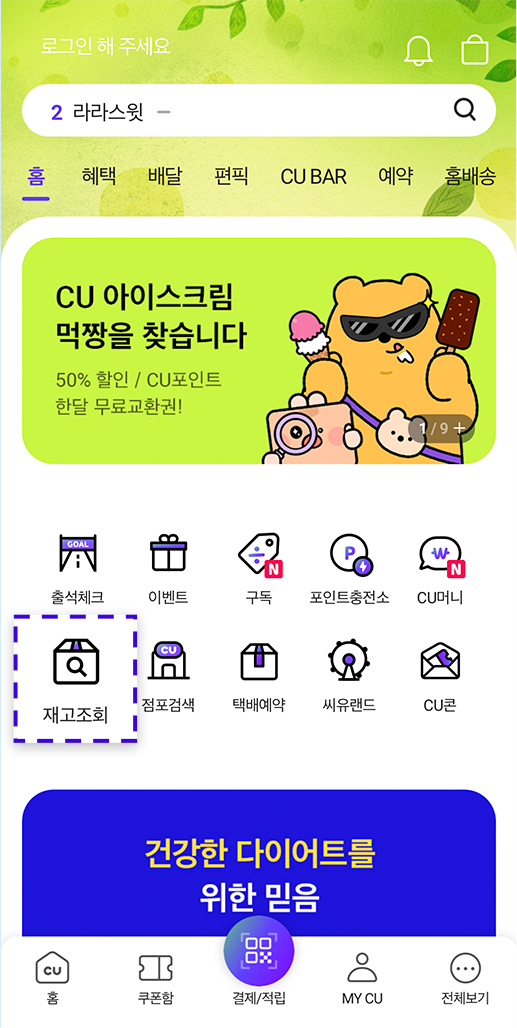 로그인 해 주세요
2 라라스윗 –
홈 혜택 배달 편픽 CU BAR 예약 홈배송
CU 아이스크림
먹짱을 찾습니다
50% 할인 / CU포인트
한달 무료교환권!
1 / 9 +
GOAL
P
N
W
N
출석체크 이벤트 구독 포인트충전소 CU머니
CU
재고조회 점포검색 택배예약 씨유랜드 CU콘
건강한 다이어트를
위한 믿음
CU
홈 쿠폰함 결제/적립 MY CU 전체보기